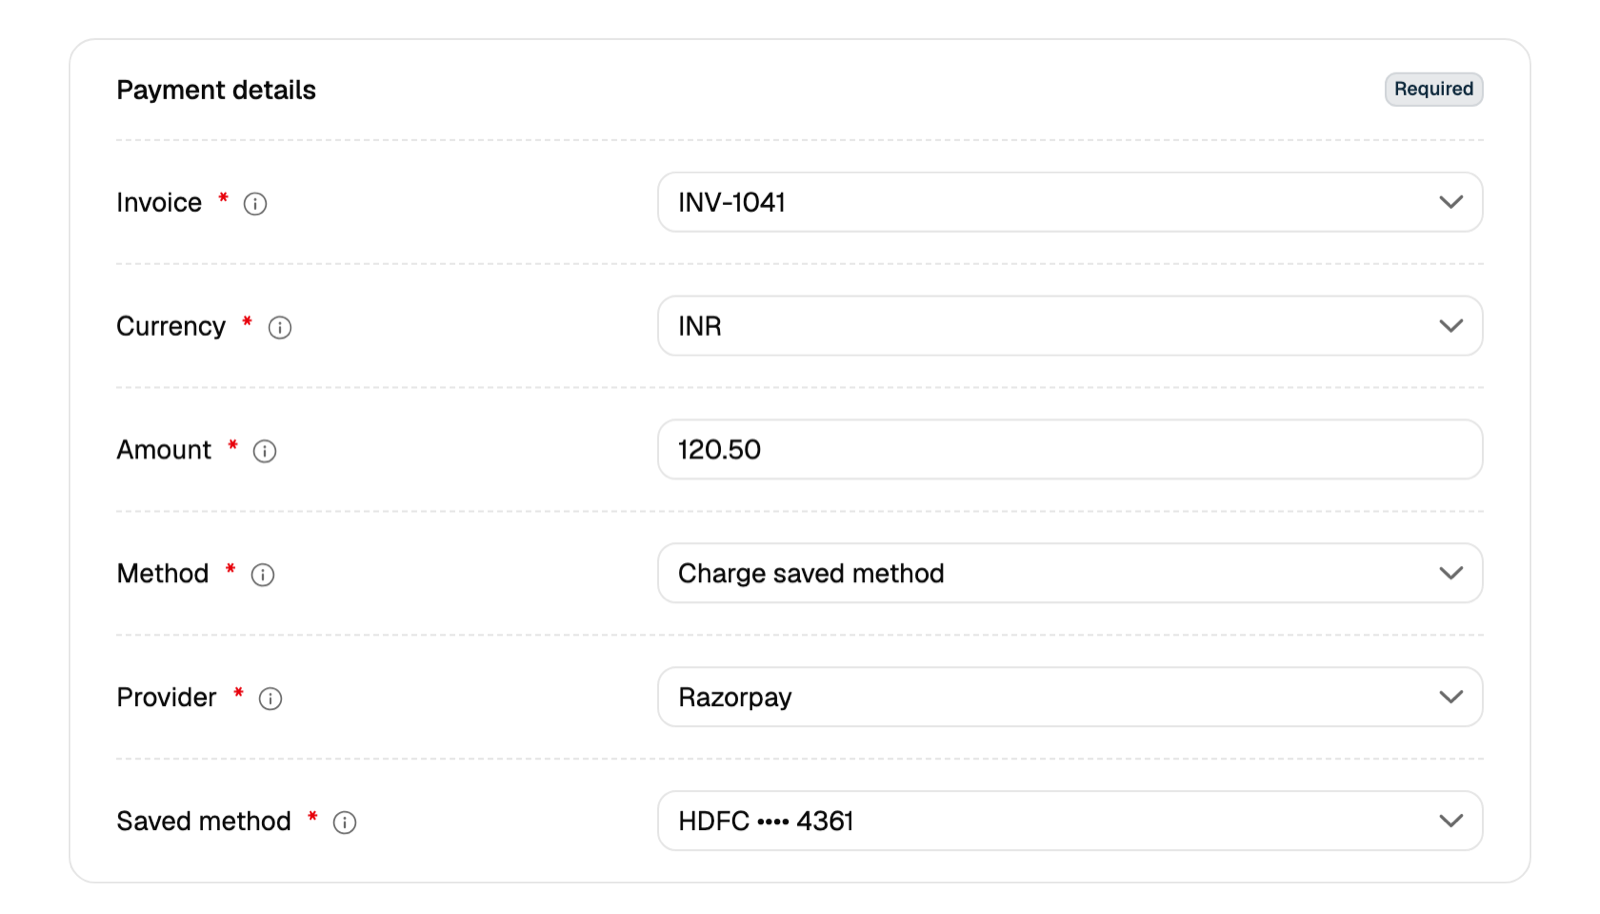 Payment details
Required
Invoice *
INV-1041
Currency *
INR
Amount *
120.50
Method *
Charge saved method
Provider *
Razorpay
Saved method *
HDFC •••• 4361